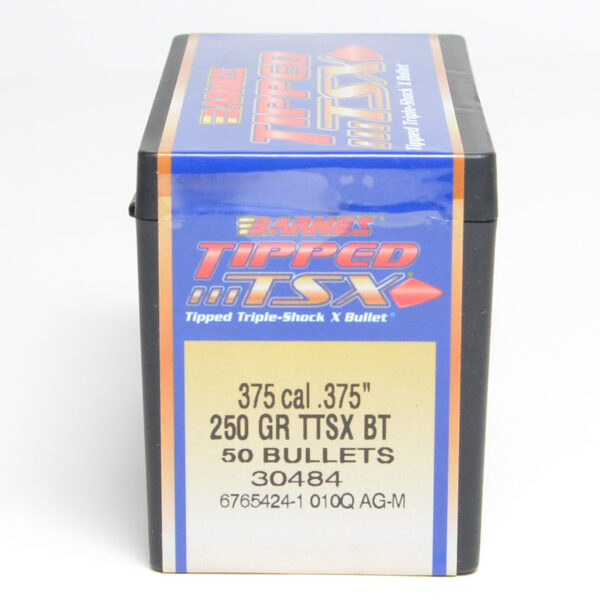 BARNES
TIPPED
TSX
Tipped Triple-Shock X Bullet
BARNES®
TIPPED
TSX®
Tipped Triple-Shock X Bullet®
375 cal .375"
250 GR TTSX BT
50 BULLETS
30484
6765424-1 010Q AG-M